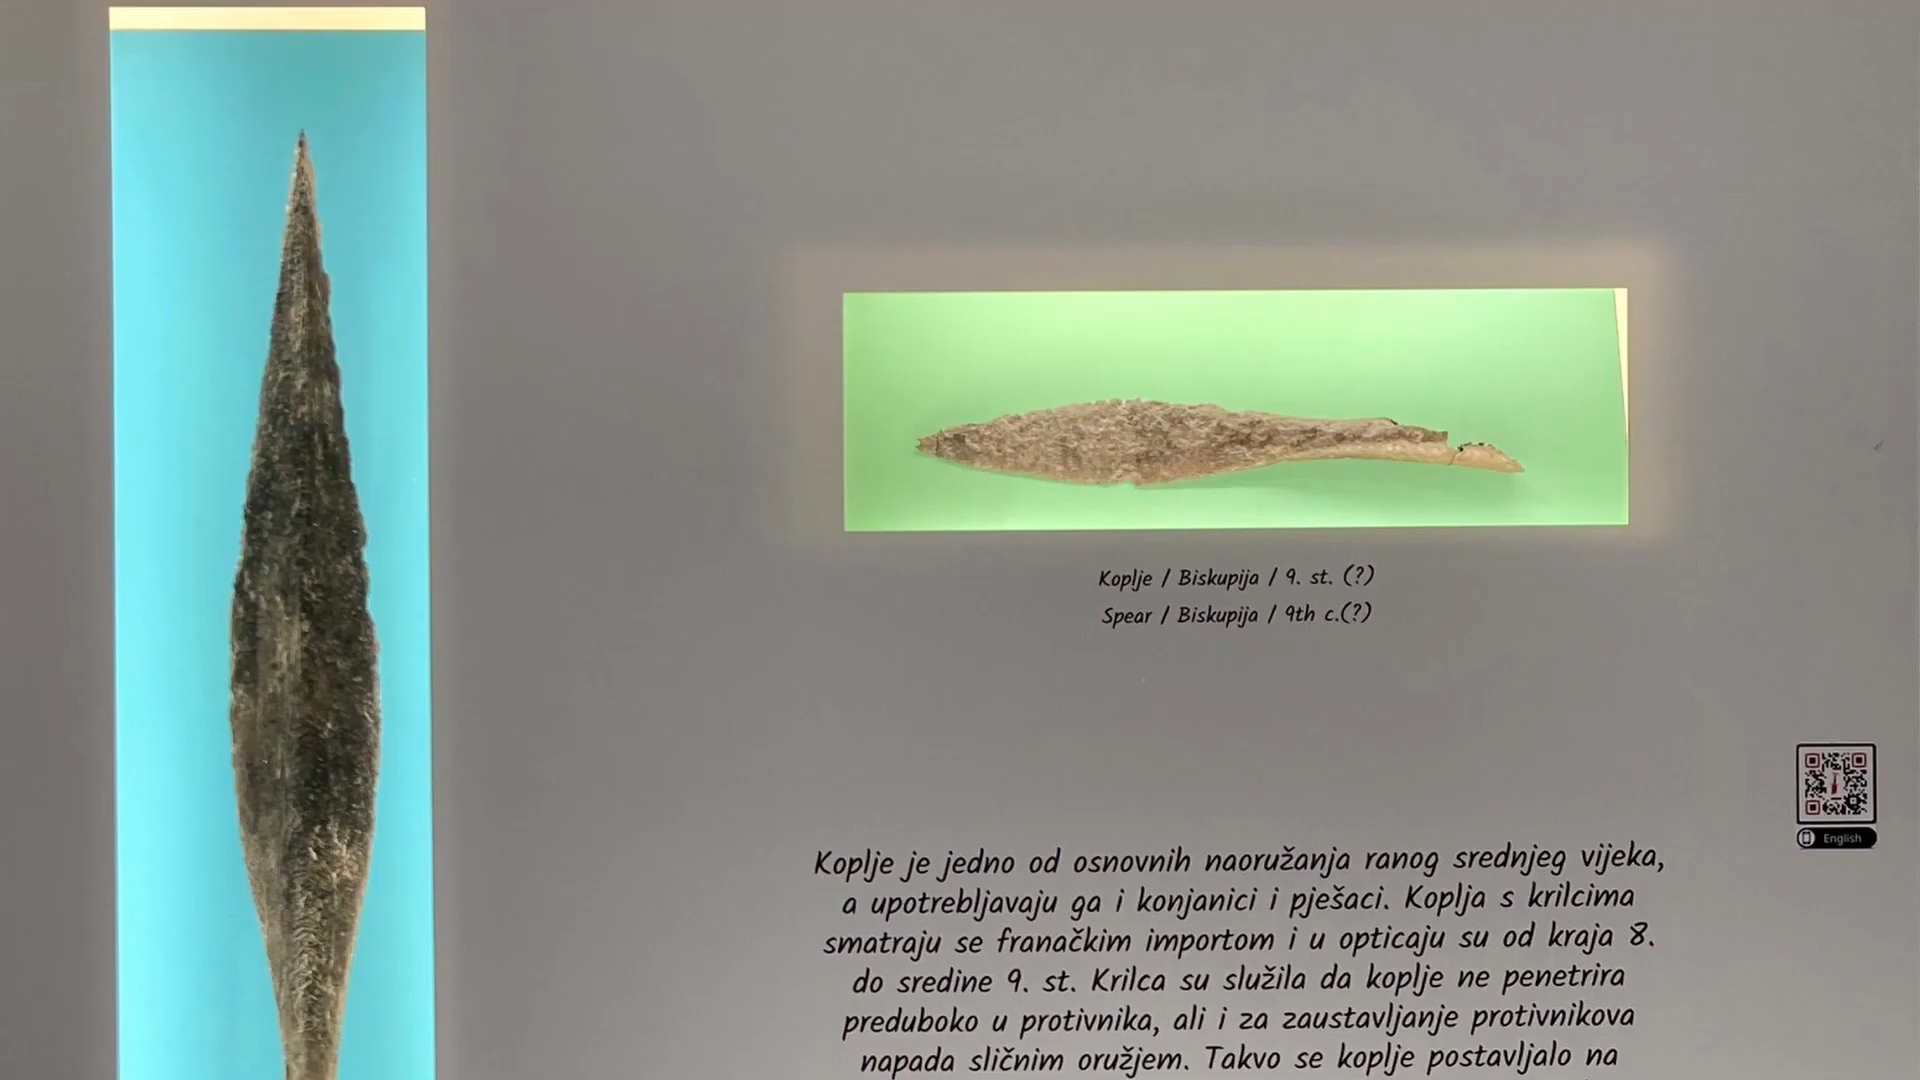 Koplje / Biskupija / 9. st. (?)
Spear / Biskupija / 9th c.(?)
English
Koplje je jedno od osnovnih naoružanja ranog srednjeg vijeka,
a upotrebljavaju ga i konjanici i pješaci. Koplja s krilcima
smatraju se franačkim importom i u opticaju su od kraja 8.
do sredine 9. st. Krilca su služila da koplje ne penetrira
preduboko u protivnika, ali i za zaustavljanje protivnikova
napada sličnim oružjem. Takvo se koplje postavljalo na